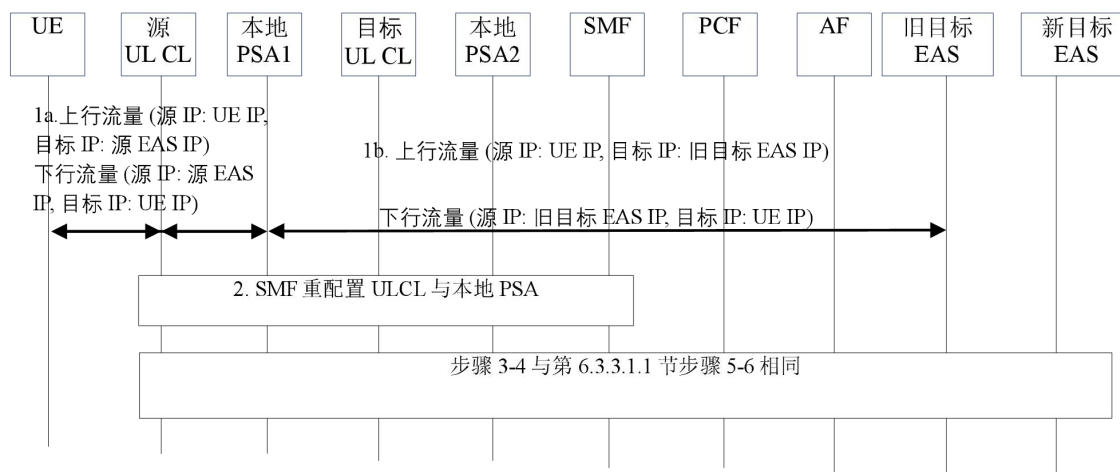 UE
源
UL CL
本地
PSA1
目标
UL CL
本地
PSA2
SMF
PCF
AF
旧目标
EAS
新目标
EAS
1a.上行流量 (源 IP: UE IP,
目标 IP: 源 EAS IP)
下行流量 (源 IP: 源 EAS
IP, 目标 IP: UE IP)
1b. 上行流量 (源 IP: UE IP, 目标 IP: 旧目标 EAS IP)
下行流量 (源 IP: 旧目标 EAS IP, 目标 IP: UE IP)
2. SMF 重配置 ULCL 与本地 PSA
步骤 3-4 与第 6.3.3.1.1 节步骤 5-6 相同